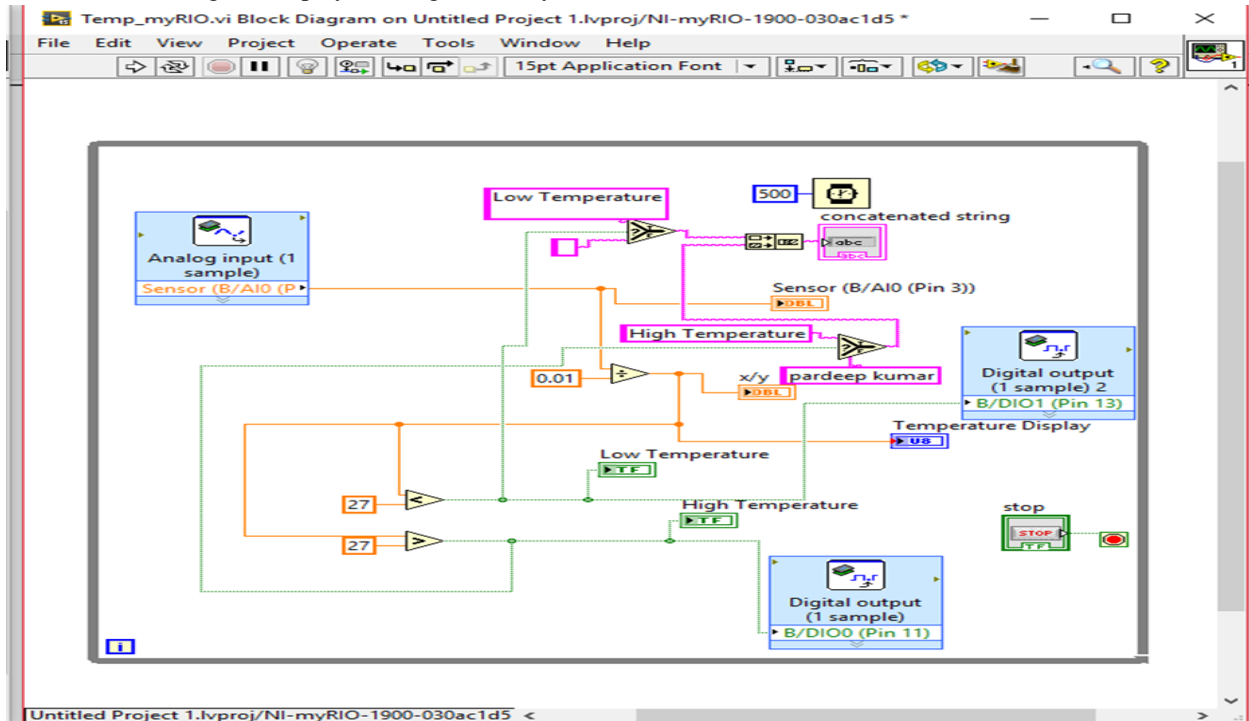 Temp_myRIO.vi Block Diagram on Untitled Project 1.lvproj/NI-myRIO-1900-030ac1d5 *
File Edit View Project Operate Tools Window Help
15pt Application Font
1
Low Temperature
500
concatenated string
abc
abc
Analog input (1
sample)
Sensor (B/AI0 (P
Sensor (B/AI0 (Pin 3))
DBL
High Temperature
Digital output
(1 sample) 2
B/DIO1 (Pin 13)
0.01
x/y
DBL
pardeep kumar
Temperature Display
U8
Low Temperature
TF
27
<
High Temperature
TF
stop
STOP
TF
27
>
Digital output
(1 sample)
B/DIO0 (Pin 11)
i
Untitled Project 1.lvproj/NI-myRIO-1900-030ac1d5